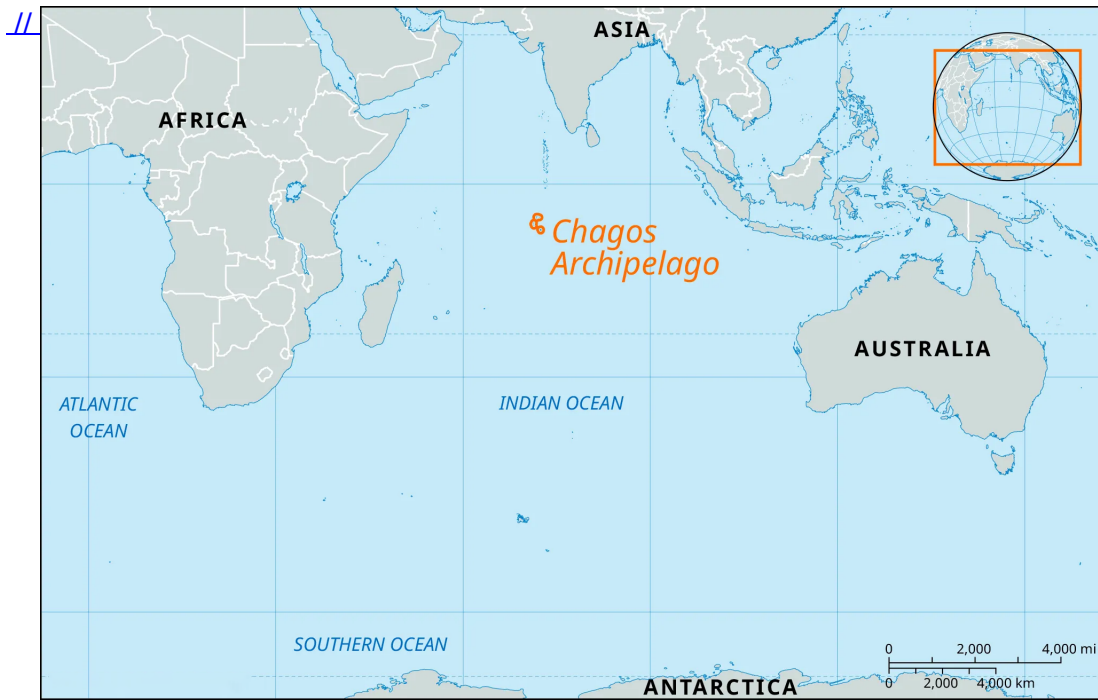 //
ASIA
AFRICA
Chagos
Archipelago
AUSTRALIA
ATLANTIC
OCEAN
INDIAN OCEAN
SOUTHERN OCEAN
0 2,000 4,000 mi
0 2,000 4,000 km
ANTARCTICA